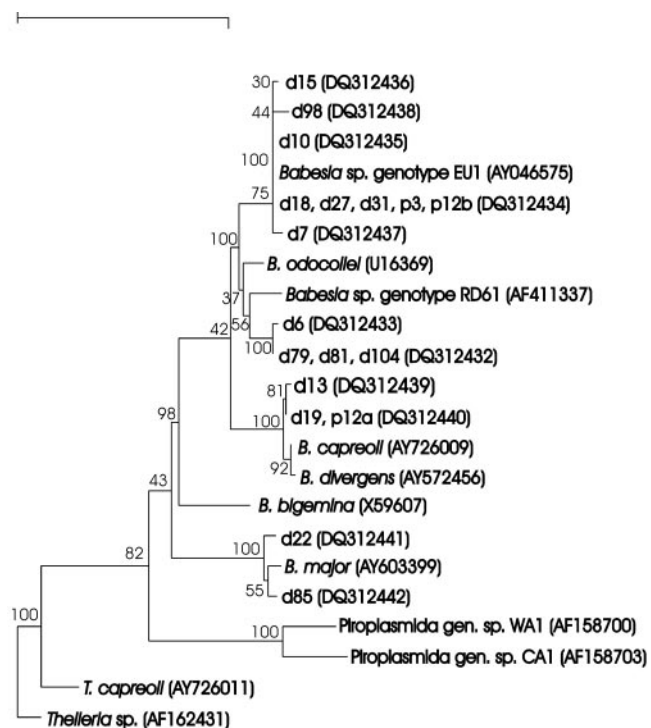 30
d15 (DQ312436)
44
d98 (DQ312438)
d10 (DQ312435)
100
Babesia sp. genotype EU1 (AY046575)
75
d18, d27, d31, p3, p12b (DQ312434)
d7 (DQ312437)
100
B. odocoilei (U16369)
37
Babesia sp. genotype RD61 (AF411337)
56
d6 (DQ312433)
42
100
d79, d81, d104 (DQ312432)
81
d13 (DQ312439)
100
d19, p12a (DQ312440)
98
B. capreoli (AY726009)
92
B. divergens (AY572456)
43
B. bigemina (X59607)
d22 (DQ312441)
100
82
B. major (AY603399)
55
d85 (DQ312442)
100
Piroplasmida gen. sp. WA1 (AF158700)
100
Piroplasmida gen. sp. CA1 (AF158703)
T. capreoli (AY726011)
Theileria sp. (AF162431)